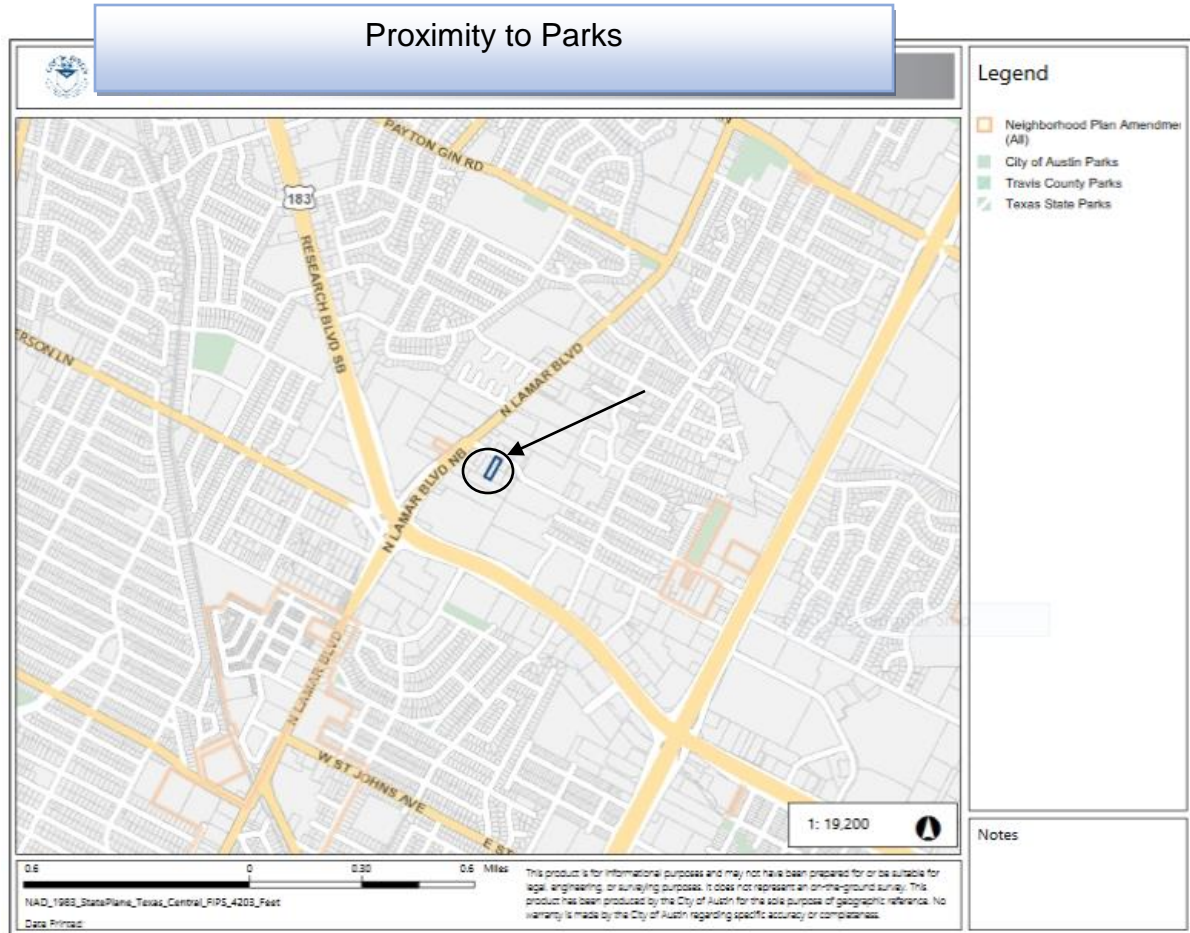 Proximity to Parks
Legend
Neighborhood Plan Amendme
(All)
City of Austin Parks
Travis County Parks
Texas State Parks
PAYTON GIN RD
183
RESEARCH BLVD SB
ERSON LN
N LAMAR BLVD
N LAMAR BLVD NB
N LAMAR BLVD
W ST JOHNS AVE
E ST
1: 19,200
Notes
0.6 0 0.30 0.6 Miles
NAD_1983_StatePlane_Texas_Central_FIPS_4203_Feet
Date Printed:
This product is for informational purposes and may not have been prepared for or be suitable for
legal, engineering, or surveying purposes. It does not represent an on-the-ground survey. This
product has been produced by the City of Austin for the sole purpose of geographic reference. No
warranty is made by the City of Austin regarding specific accuracy or completeness.